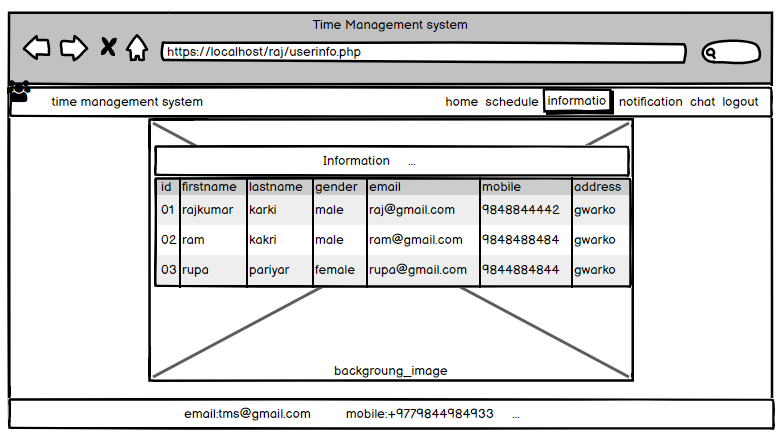 Time Management system
https://localhost/raj/userinfo.php
time management system home schedule informatio notification chat logout
Information ...
id firstname lastname gender email mobile address
01 rajkumar karki male raj@gmail.com 9848844442 gwarko
02 ram kakri male ram@gmail.com 9848488484 gwarko
03 rupa pariyar female rupa@gmail.com 9844884844 gwarko
backgroung_image
email:tms@gmail.com mobile:+9779844984933 ...